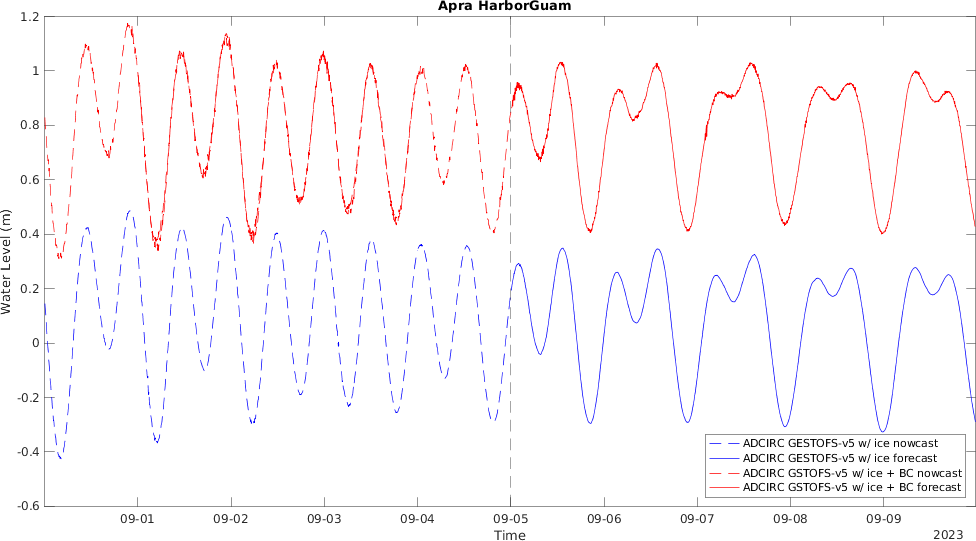 Apra HarborGuam
1.2
1
0.8
0.6
0.4
0.2
0
-0.2
-0.4
-0.6
Water Level (m)
ADCIRC GESTOFS-v5 w/ ice nowcast
ADCIRC GESTOFS-v5 w/ ice forecast
ADCIRC GSTOFS-v5 w/ ice + BC nowcast
ADCIRC GSTOFS-v5 w/ ice + BC forecast
09-01 09-02 09-03 09-04 09-05 09-06 09-07 09-08 09-09
Time
2023